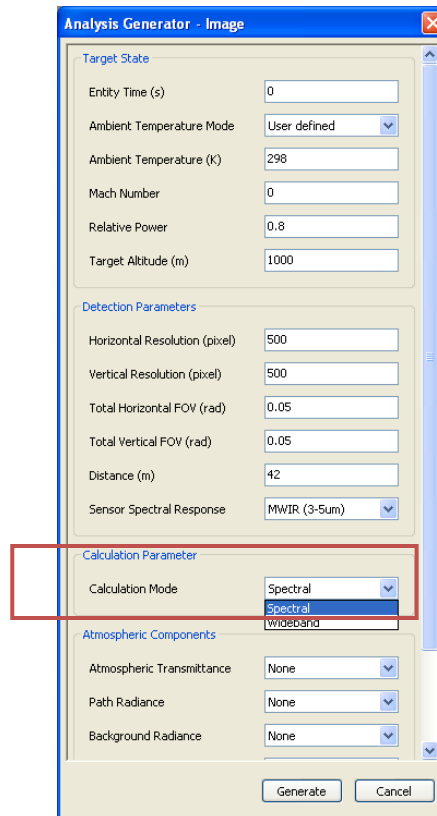 Analysis Generator - Image
Target State
Entity Time (s) 0
Ambient Temperature Mode User defined
Ambient Temperature (K) 298
Mach Number 0
Relative Power 0.8
Target Altitude (m) 1000
Detection Parameters
Horizontal Resolution (pixel) 500
Vertical Resolution (pixel) 500
Total Horizontal FOV (rad) 0.05
Total Vertical FOV (rad) 0.05
Distance (m) 42
Sensor Spectral Response MWIR (3-5um)
Calculation Parameter
Calculation Mode Spectral
Spectral
Wideband
Atmospheric Components
Atmospheric Transmittance None
Path Radiance None
Background Radiance None
Generate Cancel